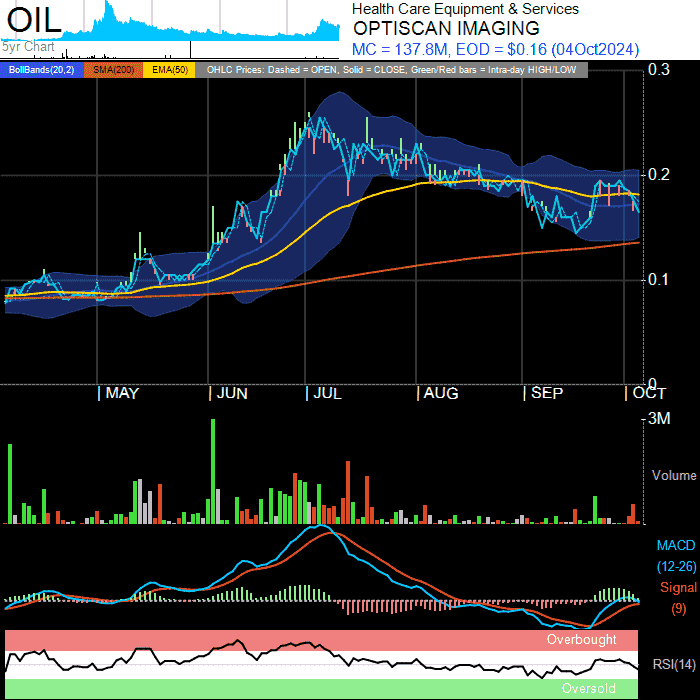 OIL
5yr Chart
Health Care Equipment & Services
OPTISCAN IMAGING
MC = 137.8M, EOD = $0.16 (04Oct2024)
BollBands(20,2) SMA(200) EMA(50) OHLC Prices: Dashed = OPEN, Solid = CLOSE, Green/Red bars = Intra-day HIGH/LOW
0.3
0.2
0.1
0
MAY JUN JUL AUG SEP OCT
3M
Volume
MACD
(12-26)
Signal
(9)
Overbought
RSI(14)
Oversold